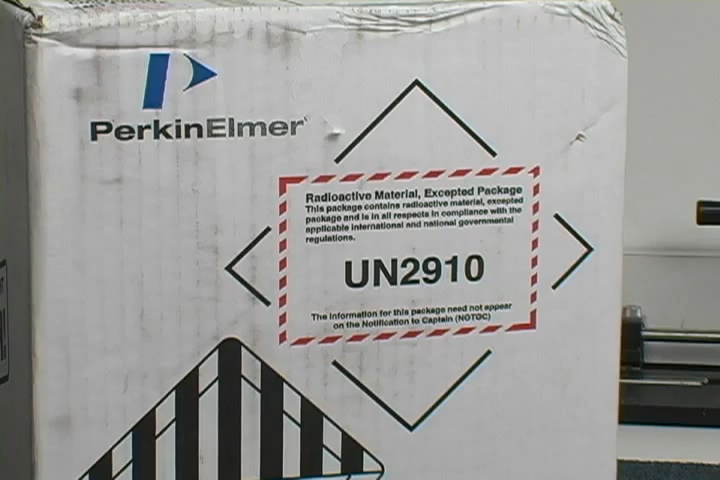 PerkinElmer
Radioactive Material, Excepted Package
This package contains radioactive material, excepted
package and is in all respects in compliance with the
applicable international and national governmental
regulations.
UN2910
The information for this package need not appear
on the Notification to Captain (NOTOC)